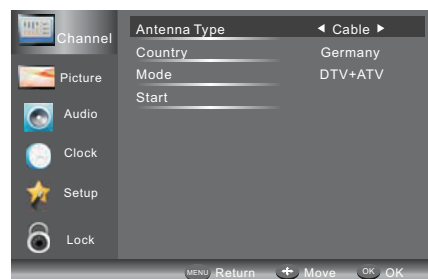 Channel
Picture
Audio
Clock
Setup
Lock
Antenna Type ◀ Cable ▶
Country Germany
Mode DTV+ATV
Start
MENU Return Move OK OK